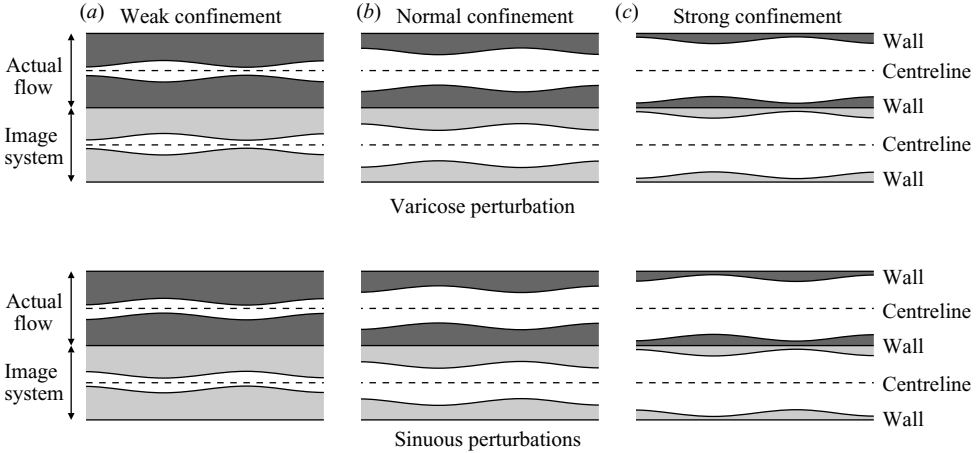 (a) Weak confinement
(b) Normal confinement
(c) Strong confinement
Actual
flow
Image
system
Wall
Centreline
Wall
Centreline
Wall
Varicose perturbation
Actual
flow
Image
system
Wall
Centreline
Wall
Centreline
Wall
Sinuous perturbations